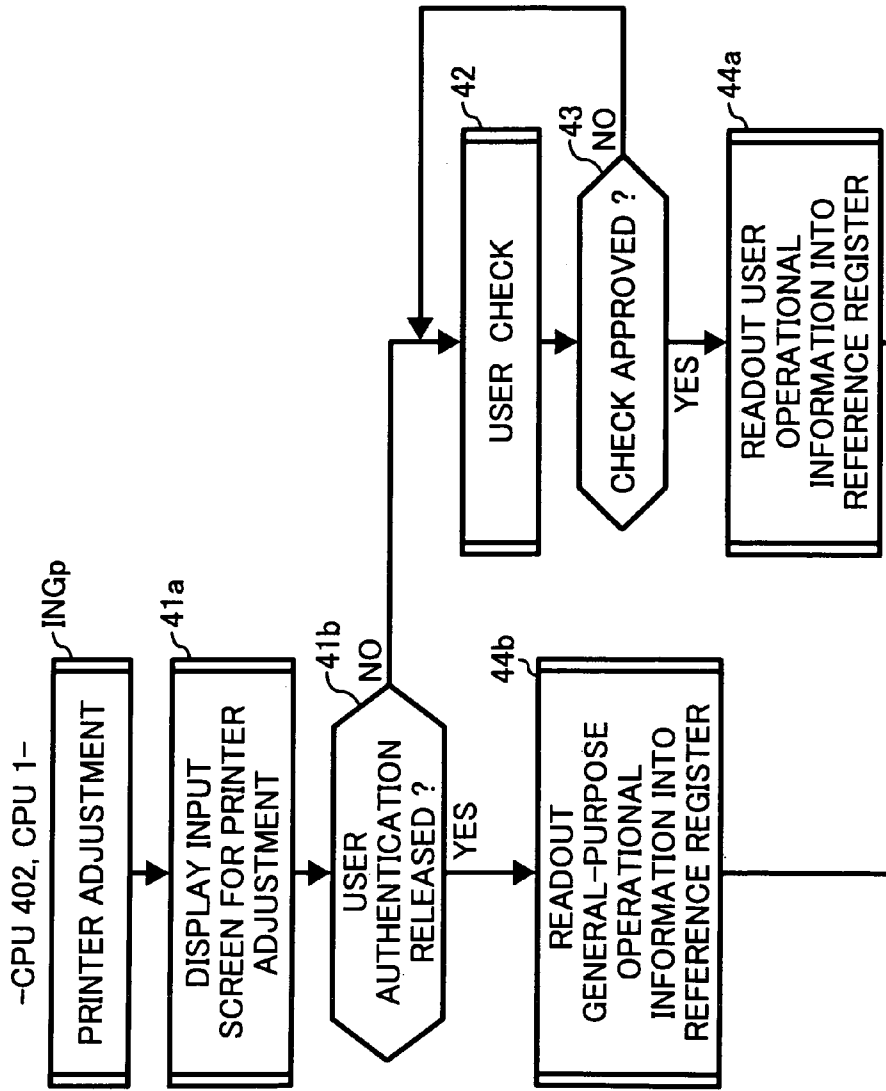 -CPU 402, CPU 1-
INGp
PRINTER ADJUSTMENT
41a
DISPLAY INPUT
SCREEN FOR PRINTER
ADJUSTMENT
41b
USER
AUTHENTICATION
RELEASED ?
NO
YES
44b
READOUT
GENERAL-PURPOSE
OPERATIONAL
INFORMATION INTO
REFERENCE REGISTER
42
USER CHECK
43
CHECK APPROVED ?
NO
YES
44a
READOUT USER
OPERATIONAL
INFORMATION INTO
REFERENCE REGISTER